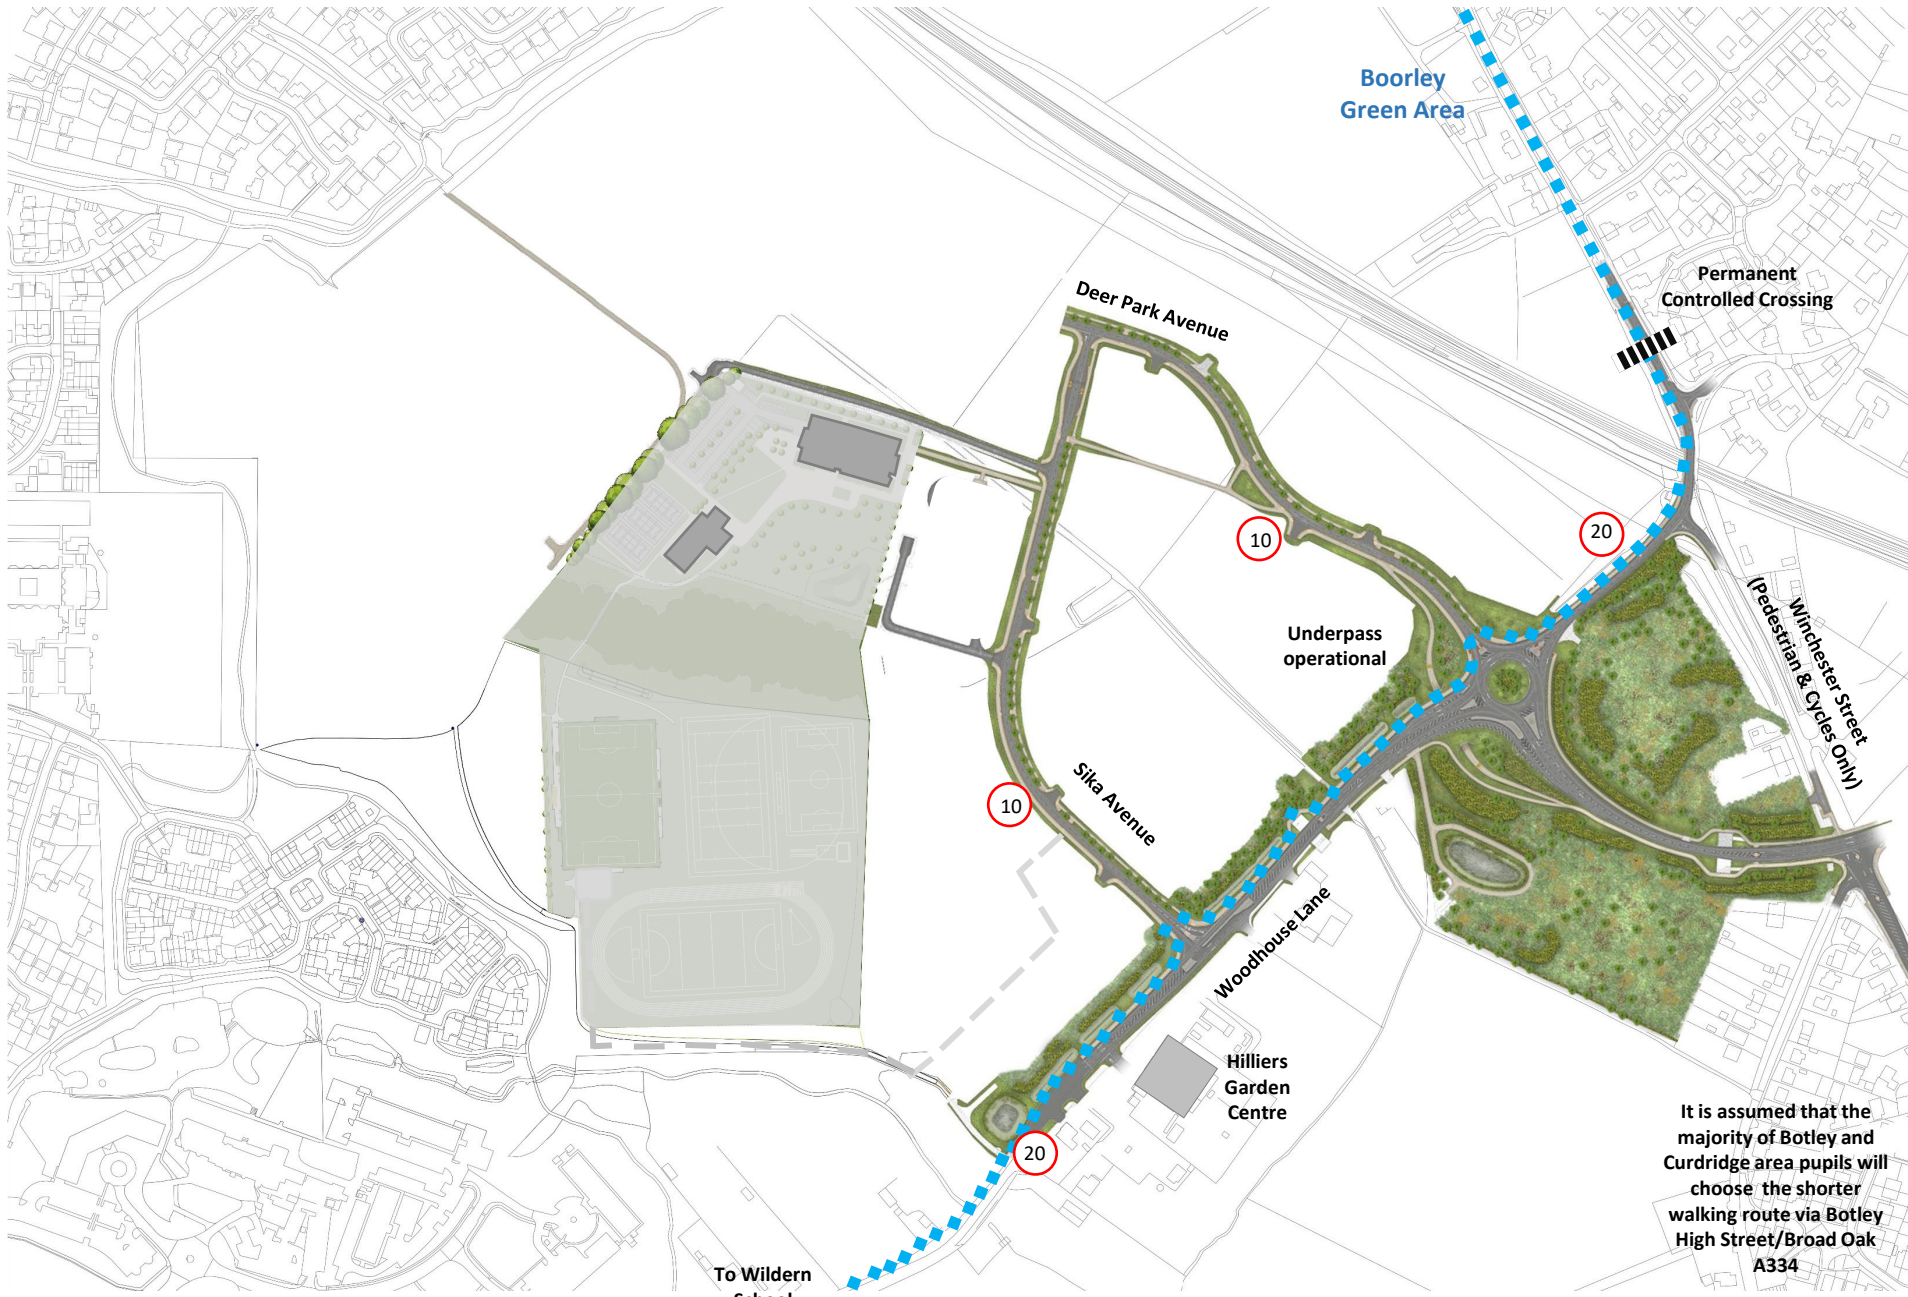 Boorley
Green Area
Permanent
Controlled Crossing
Deer Park Avenue
10
20
Underpass
operational
Winchester Street
(Pedestrian & Cycles Only)
10
Sika Avenue
Woodhouse Lane
Hilliers
Garden
Centre
20
It is assumed that the
majority of Botley and
Curdridge area pupils will
choose the shorter
walking route via Botley
High Street/Broad Oak
A334
To Wildern
School